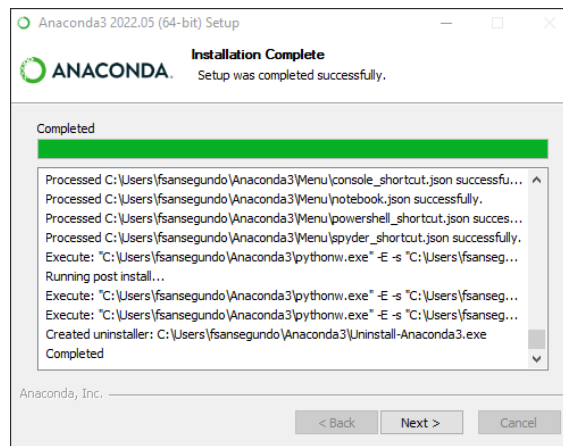 Anaconda3 2022.05 (64-bit) Setup
Installation Complete
Setup was completed successfully.
ANACONDA.
Completed
Processed C:\Users\fsansegundo\Anaconda3\Menu\console_shortcut.json successfu...
Processed C:\Users\fsansegundo\Anaconda3\Menu\notebook.json successfully.
Processed C:\Users\fsansegundo\Anaconda3\Menu\powershell_shortcut.json succes...
Processed C:\Users\fsansegundo\Anaconda3\Menu\spyder_shortcut.json successfully.
Execute: "C:\Users\fsansegundo\Anaconda3\pythonw.exe" -E -s "C:\Users\fsanseg...
Running post install...
Execute: "C:\Users\fsansegundo\Anaconda3\pythonw.exe" -E -s "C:\Users\fsanseg...
Execute: "C:\Users\fsansegundo\Anaconda3\pythonw.exe" -E -s "C:\Users\fsanseg...
Created uninstaller: C:\Users\fsansegundo\Anaconda3\Uninstall-Anaconda3.exe
Completed
Anaconda, Inc.
< Back Next > Cancel